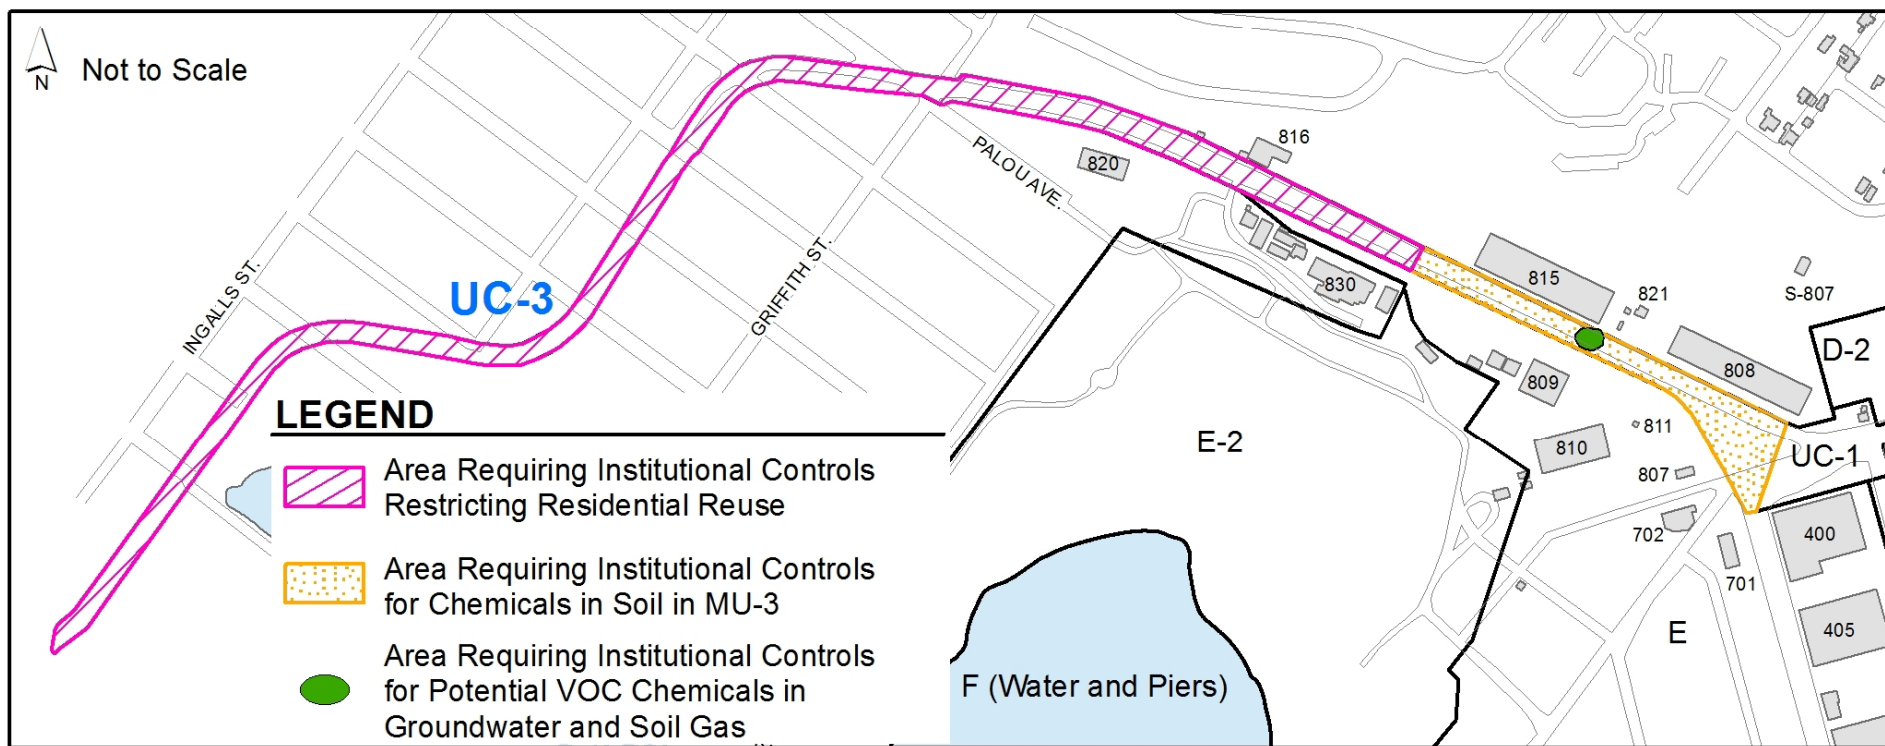 N
Not to Scale
816
820
PALOU AVE.
815
S-807
821
830
INGALLS ST.
UC-3
GRIFFITH ST.
D-2
808
809
LEGEND
811
E-2
810
UC-1
Area Requiring Institutional Controls
Restricting Residential Reuse
807
702
400
701
Area Requiring Institutional Controls
for Chemicals in Soil in MU-3
E
405
Area Requiring Institutional Controls
for Potential VOC Chemicals in
Groundwater and Soil Gas
F (Water and Piers)